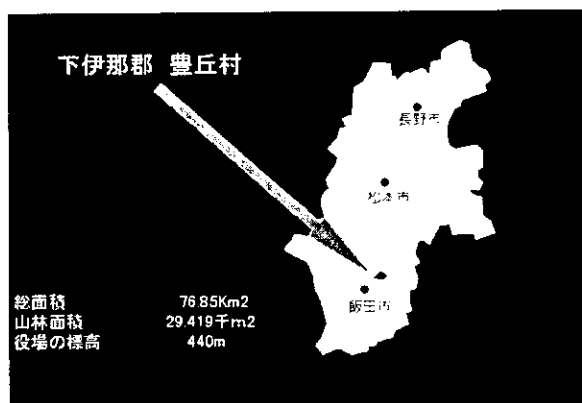 下伊那郡 豊丘村
長野市
松本市
飯田市
総面積 76.85Km2
山林面積 29.419千m2
役場の標高 440m